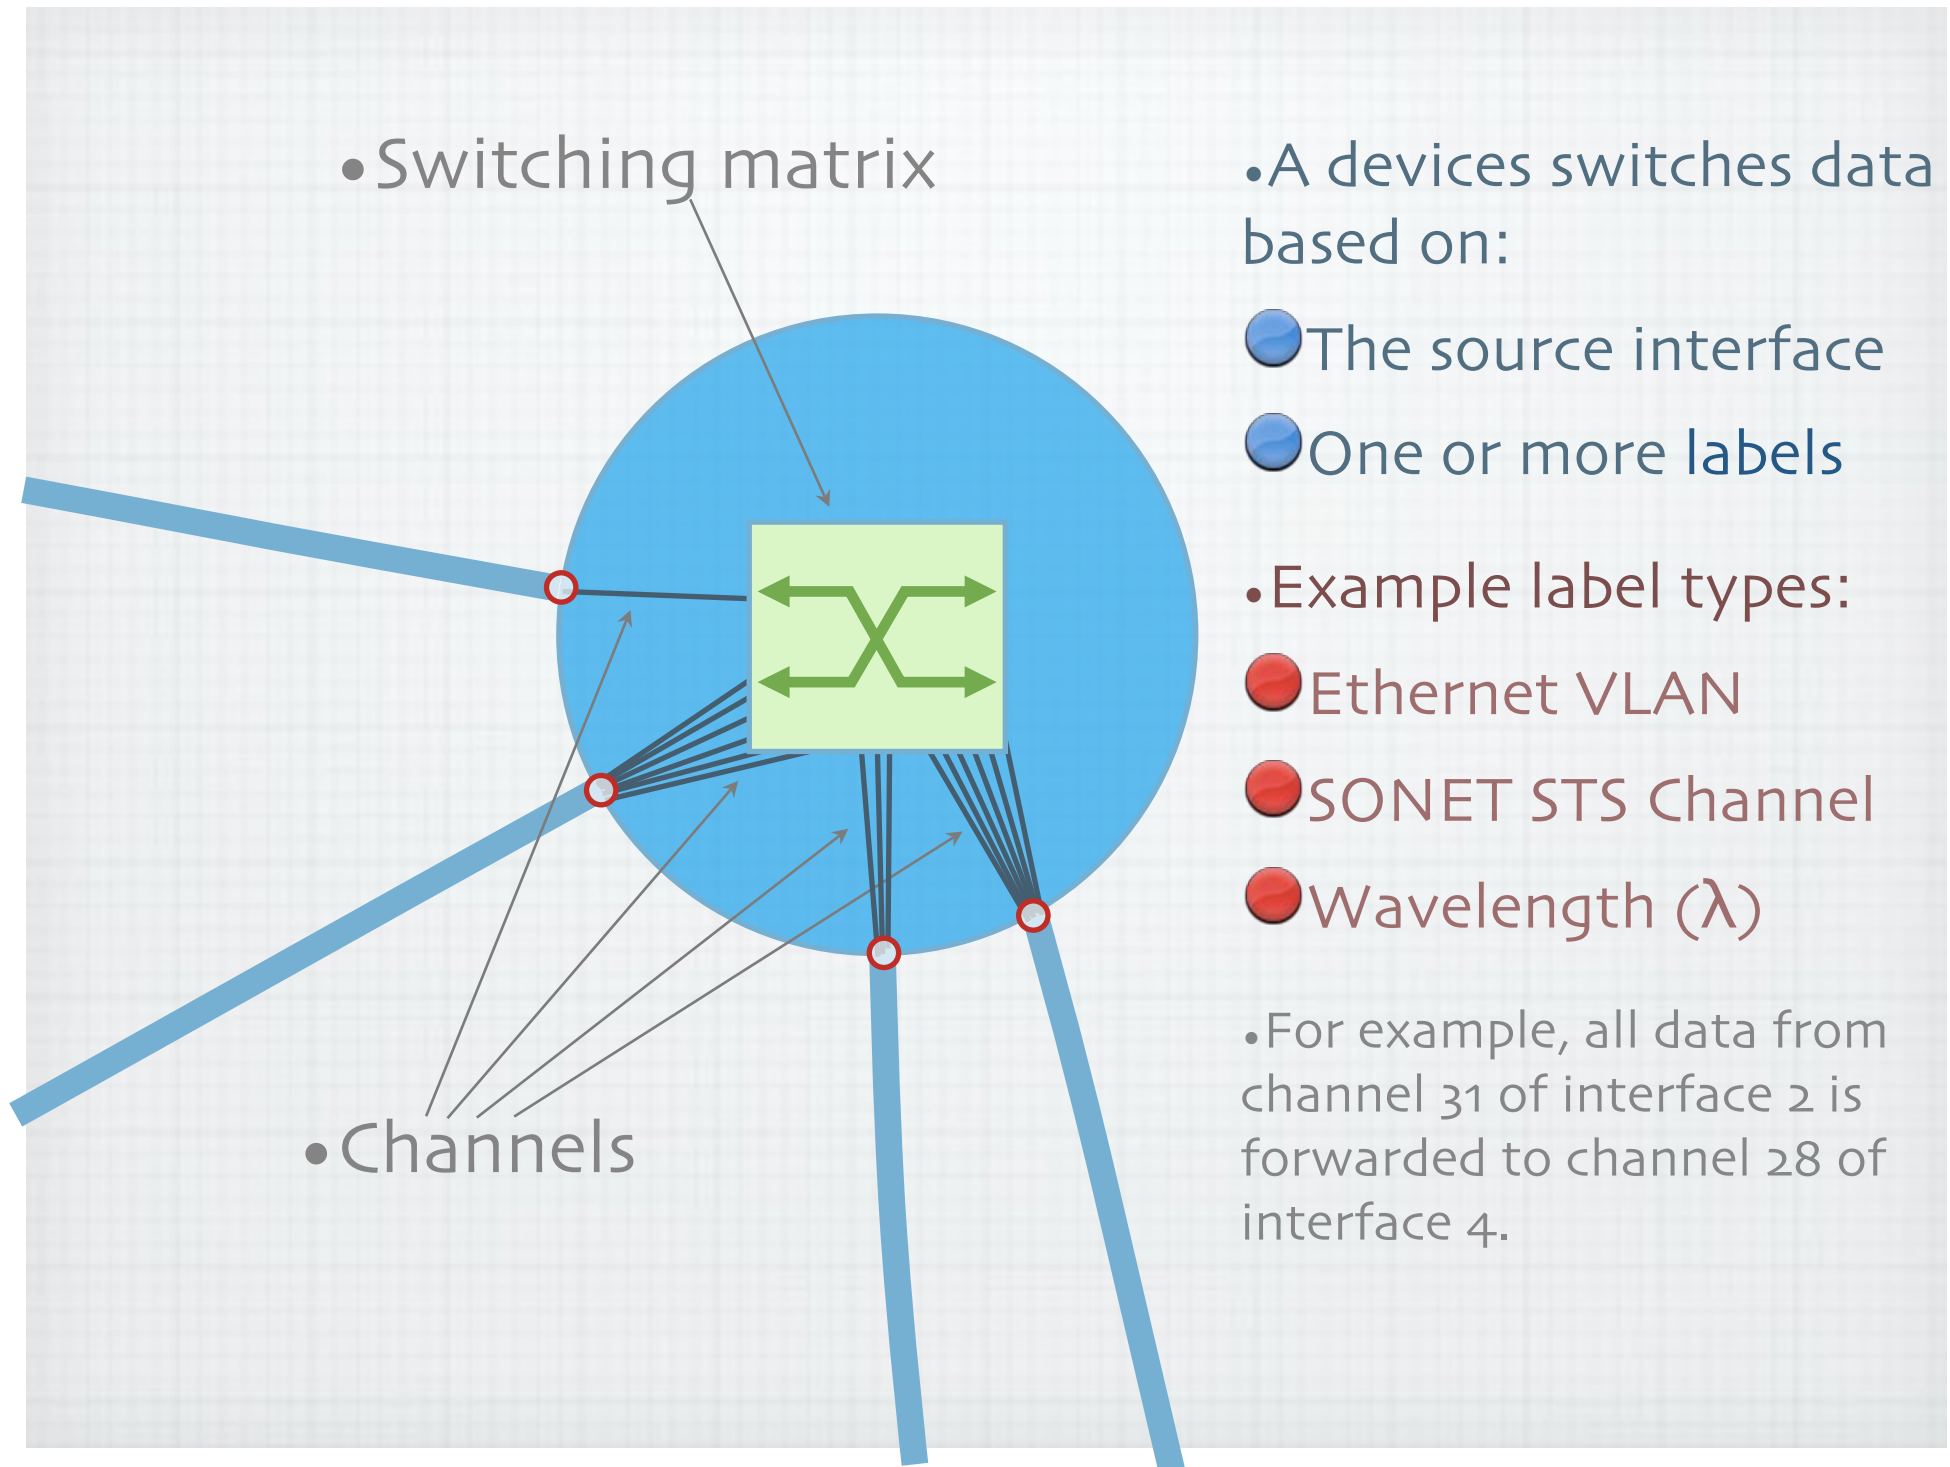 •Switching matrix
•Channels
•A devices switches data
based on:
The source interface
One or more labels
•Example label types:
Ethernet VLAN
SONET STS Channel
Wavelength (λ)
•For example, all data from
channel 31 of interface 2 is
forwarded to channel 28 of
interface 4.